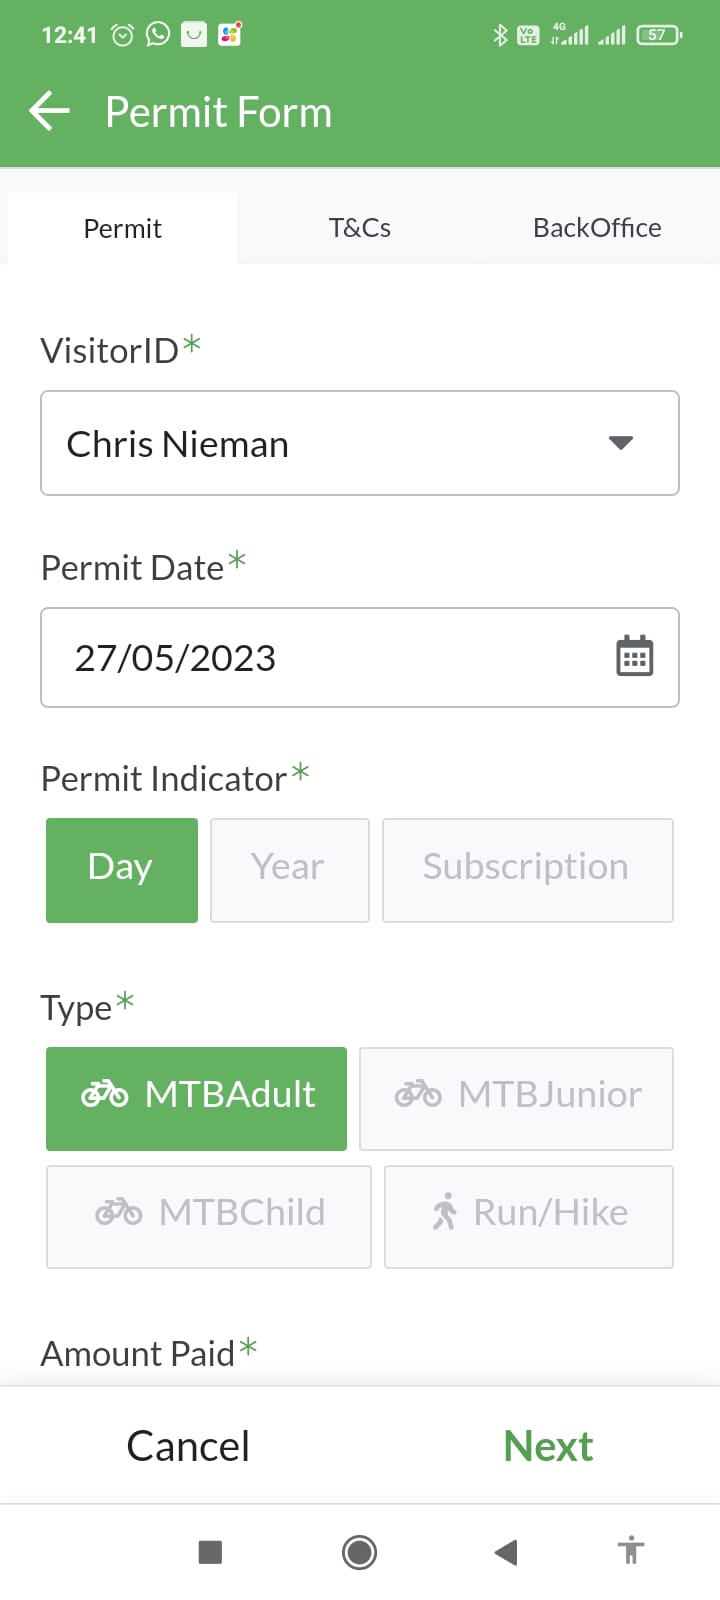 12:41 Vo LTE 4G 57
Permit Form
Permit T&Cs BackOffice
VisitorID*
Chris Nieman
Permit Date*
27/05/2023
Permit Indicator*
Day Year Subscription
Type*
MTBAdult MTBJunior
MTBChild Run/Hike
Amount Paid*
Cancel Next